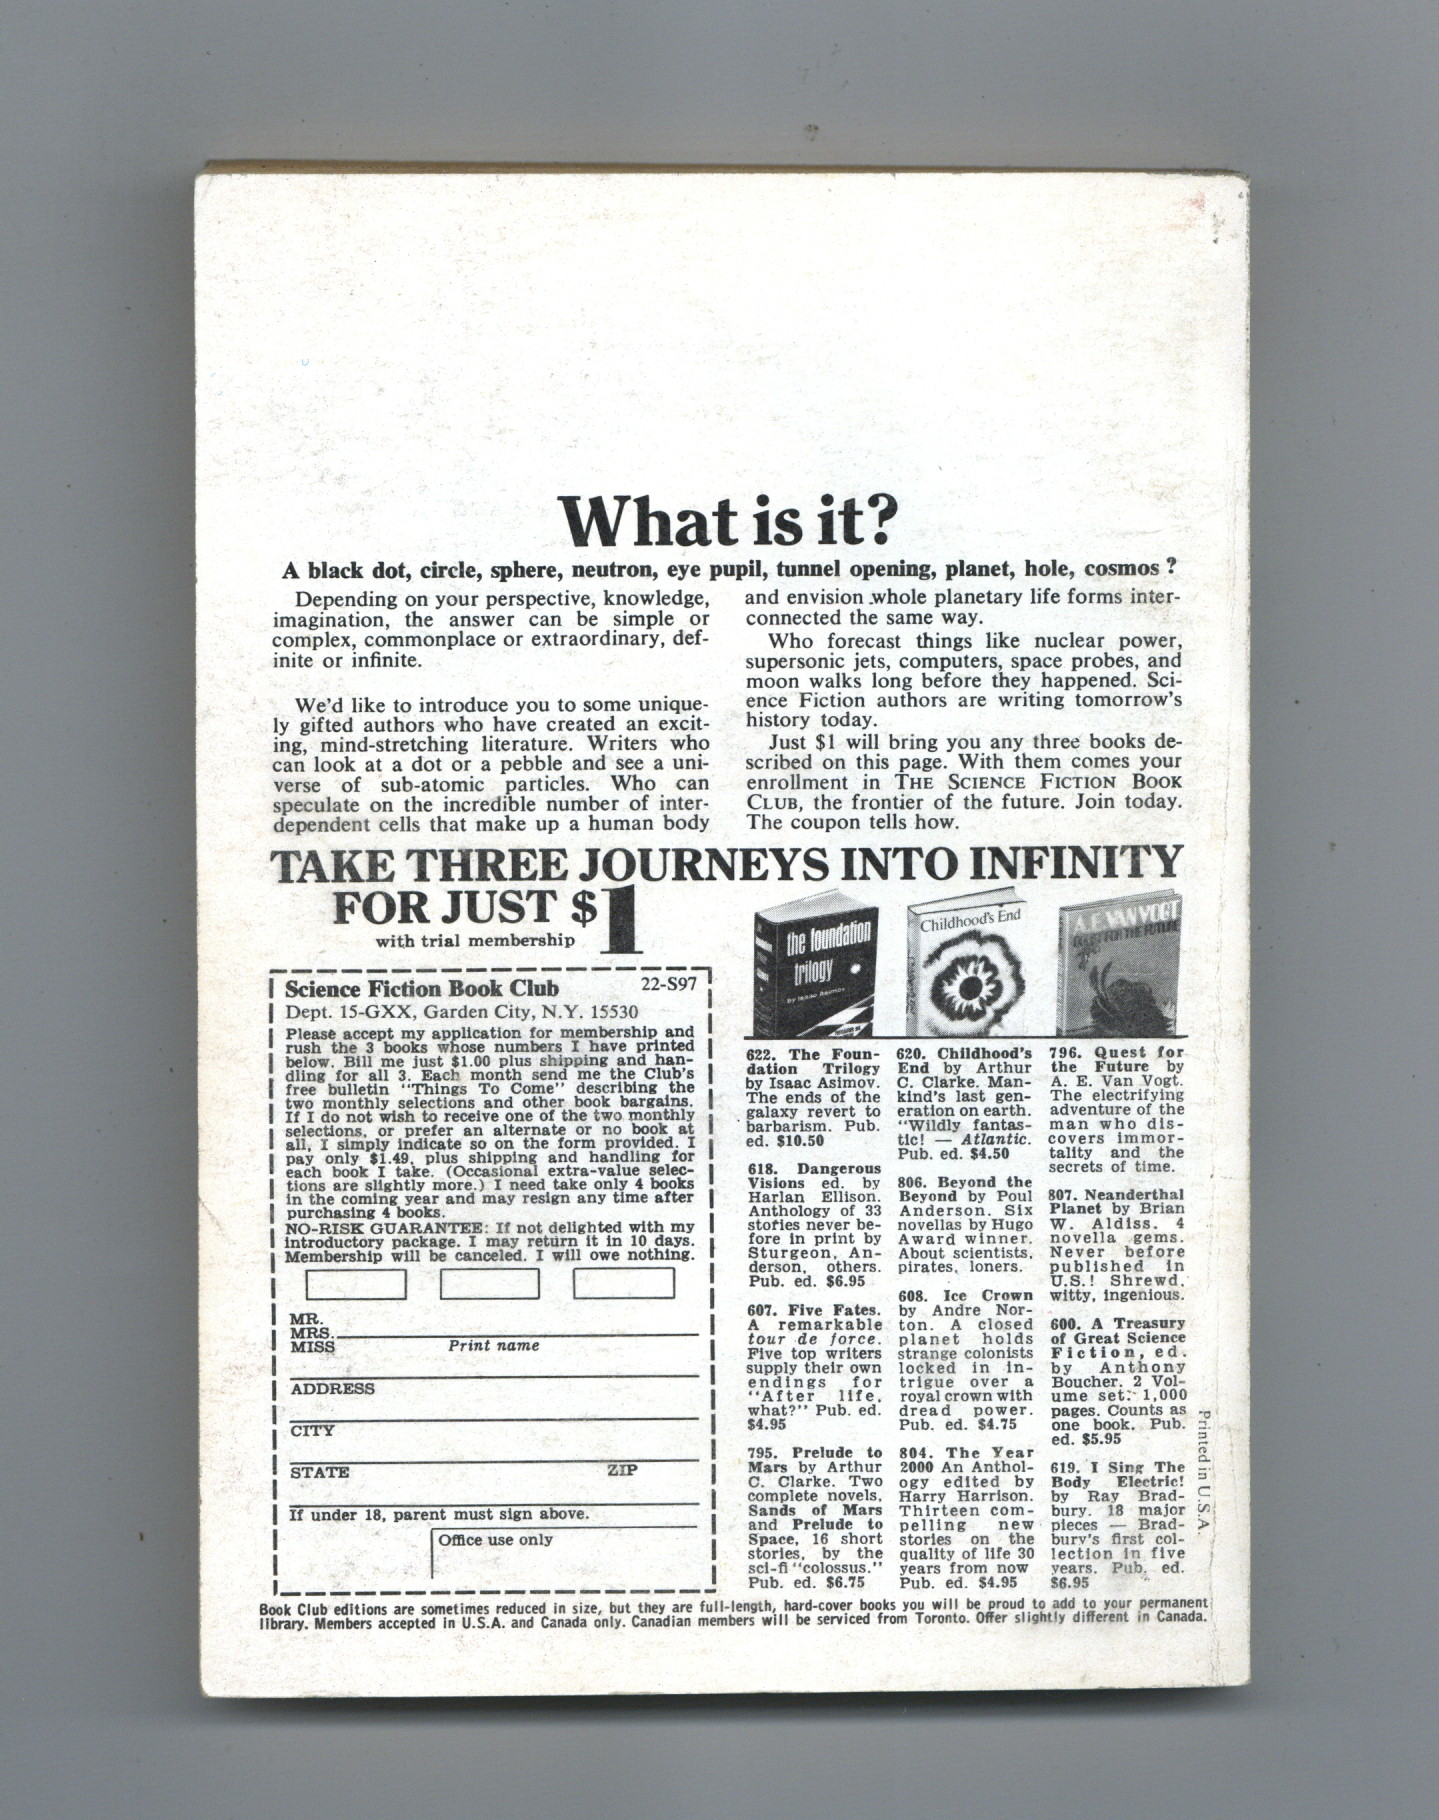 What is it?
A black dot, circle, sphere, neutron, eye pupil, tunnel opening, planet, hole, cosmos ?
Depending on your perspective, knowledge,
imagination, the answer can be simple or
complex, commonplace or extraordinary, def-
inite or infinite.
We'd like to introduce you to some unique-
ly gifted authors who have created an excit-
ing, mind-stretching literature. Writers who
can look at a dot or a pebble and see a uni-
verse of sub-atomic particles. Who can
speculate on the incredible number of inter-
dependent cells that make up a human body
and envision whole planetary life forms inter-
connected the same way.
Who forecast things like nuclear power,
supersonic jets, computers, space probes, and
moon walks long before they happened. Sci-
ence Fiction authors are writing tomorrow's
history today.
Just $1 will bring you any three books de-
scribed on this page. With them comes your
enrollment in THE SCIENCE FICTION BOOK
CLUB, the frontier of the future. Join today.
The coupon tells how.
TAKE THREE JOURNEYS INTO INFINITY
FOR JUST $1
with trial membership
Science Fiction Book Club 22-S97
Dept. 15-GXX, Garden City, N.Y. 15530
Please accept my application for membership and
rush the 3 books whose numbers I have printed
below. Bill me just $1.00 plus shipping and han-
dling for all 3. Each month send me the Club's
free bulletin "Things To Come" describing the
two monthly selections and other book bargains.
If I do not wish to receive one of the two monthly
selections, or prefer an alternate or no book at
all, I simply indicate so on the form provided. I
pay only $1.49, plus shipping and handling for
each book I take. (Occasional extra-value selec-
tions are slightly more.) I need take only 4 books
in the coming year and may resign any time after
purchasing 4 books.
NO-RISK GUARANTEE: If not delighted with my
introductory package. I may return it in 10 days.
Membership will be canceled. I will owe nothing.
MR.
MRS.
MISS Print name
ADDRESS
CITY
STATE ZIP
If under 18, parent must sign above.
Office use only
the foundation
trilogy
by Isaac Asimov
Childhood's End
A.E. VAN VOGT
QUEST FOR THE FUTURE
622. The Foun-
dation Trilogy
by Isaac Asimov.
The ends of the
galaxy revert to
barbarism. Pub.
ed. $10.50
618. Dangerous
Visions ed. by
Harlan Ellison.
Anthology of 33
stories never be-
fore in print by
Sturgeon, An-
derson, others.
Pub. ed. $6.95
607. Five Fates.
A remarkable
tour de force.
Five top writers
supply their own
endings for
"After life,
what?" Pub. ed.
$4.95
795. Prelude to
Mars by Arthur
C. Clarke. Two
complete novels,
Sands of Mars
and Prelude to
Space, 16 short
stories, by the
sci-fi "colossus."
Pub. ed. $6.75
620. Childhood's
End by Arthur
C. Clarke. Man-
kind's last gen-
eration on earth.
"Wildly fantas-
tic! — Atlantic.
Pub. ed. $4.50
806. Beyond the
Beyond by Poul
Anderson. Six
novellas by Hugo
Award winner.
About scientists,
pirates, loners.
608. Ice Crown
by Andre Nor-
ton. A closed
planet holds
strange colonists
locked in in-
trigue over a
royal crown with
dread power.
Pub. ed. $4.75
804. The Year
2000 An Anthol-
ogy edited by
Harry Harrison.
Thirteen com-
pelling new
stories on the
quality of life 30
years from now
Pub. ed. $4.95
796. Quest for
the Future by
A. E. Van Vogt.
The electrifying
adventure of the
man who dis-
covers immor-
tality and the
secrets of time.
807. Neanderthal
Planet by Brian
W. Aldiss. 4
novella gems.
Never before
published in
U.S.! Shrewd,
witty, ingenious.
600. A Treasury
of Great Science
Fiction, ed.
by Anthony
Boucher. 2 Vol-
ume set. 1,000
pages. Counts as
one book. Pub.
ed. $5.95
619. I Sing The
Body Electric!
by Ray Brad-
bury. 18 major
pieces — Brad-
bury's first col-
lection in five
years. Pub. ed.
$6.95
Printed in U.S.A.
Book Club editions are sometimes reduced in size, but they are full-length, hard-cover books you will be proud to add to your permanent
library. Members accepted in U.S.A. and Canada only. Canadian members will be serviced from Toronto. Offer slightly different in Canada.